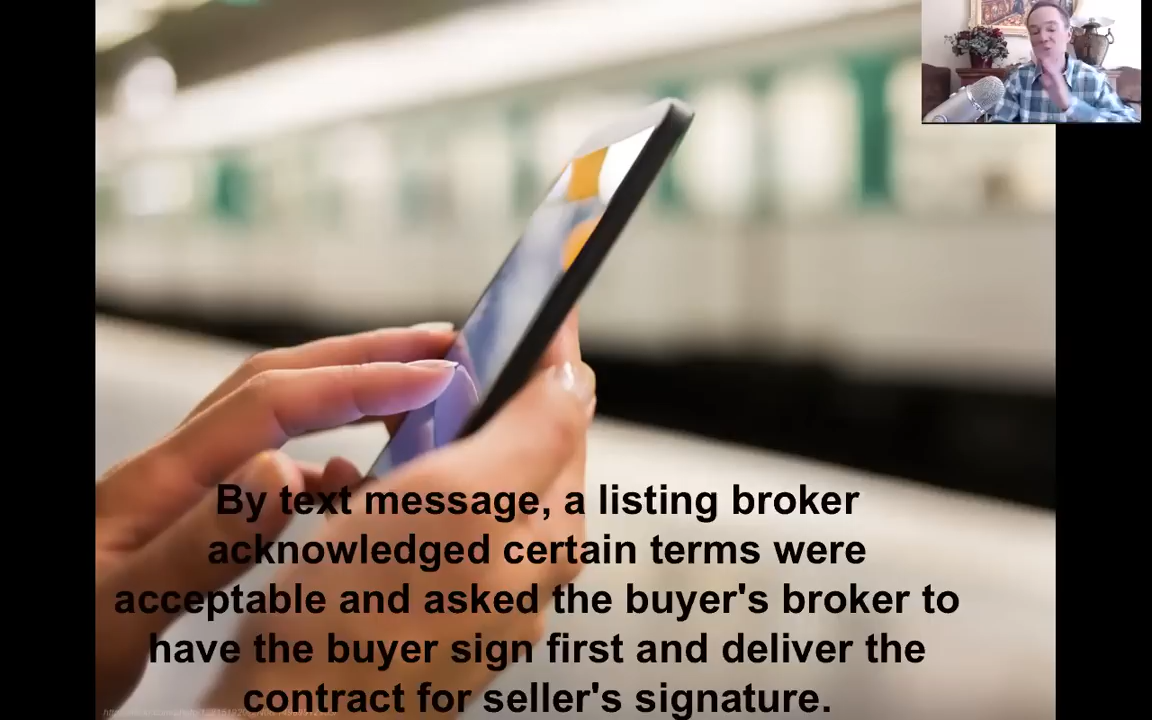 By text message, a listing broker
acknowledged certain terms were
acceptable and asked the buyer's broker to
have the buyer sign first and deliver the
contract for seller's signature.